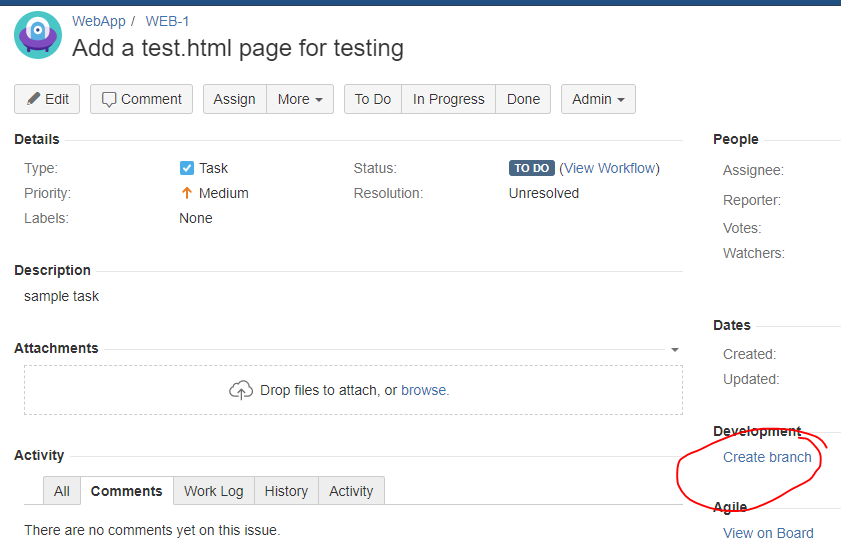 WebApp / WEB-1
Add a test.html page for testing
Edit Comment Assign More To Do In Progress Done Admin
Details
Type: Task Status: TO DO (View Workflow)
Priority: Medium Resolution: Unresolved
Labels: None
Description
sample task
Attachments
Drop files to attach, or browse.
Activity
All Comments Work Log History Activity
There are no comments yet on this issue.
People
Assignee:
Reporter:
Votes:
Watchers:
Dates
Created:
Updated:
Development
Create branch
Agile
View on Board